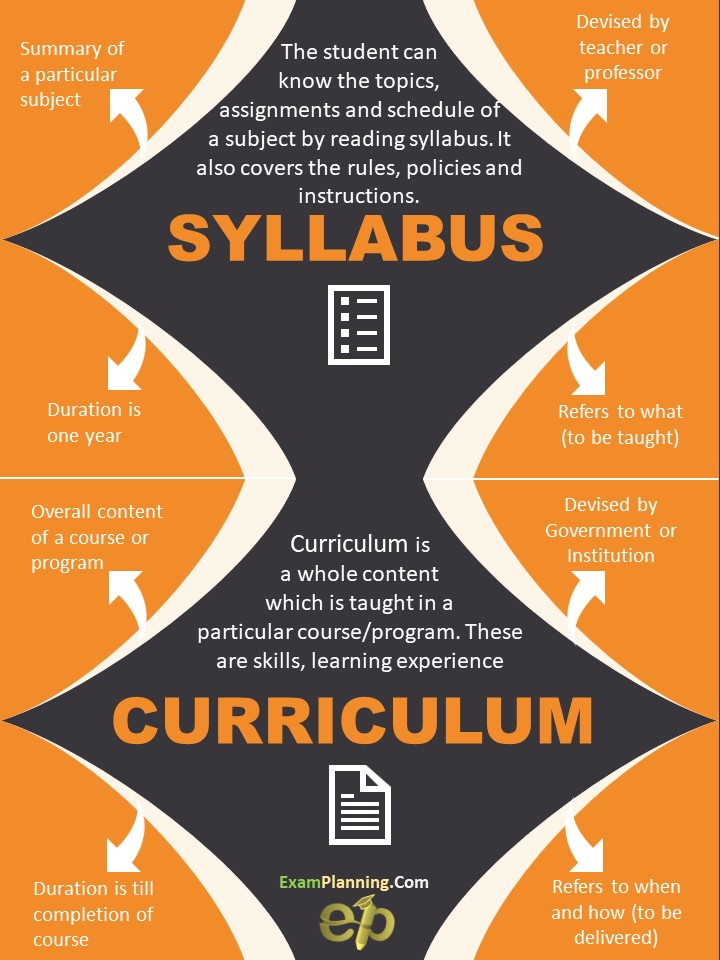 Summary of
a particular
subject
The student can
know the topics,
assignments and schedule of
a subject by reading syllabus. It
also covers the rules, policies and
instructions.
Devised by
teacher or
professor
SYLLABUS
Duration is
one year
Refers to what
(to be taught)
Overall content
of a course or
program
Curriculum is
a whole content
which is taught in a
particular course/program. These
are skills, learning experience
Devised by
Government or
Institution
CURRICULUM
Duration is till
completion of
course
ExamPlanning.Com
ep
Refers to when
and how (to be
delivered)